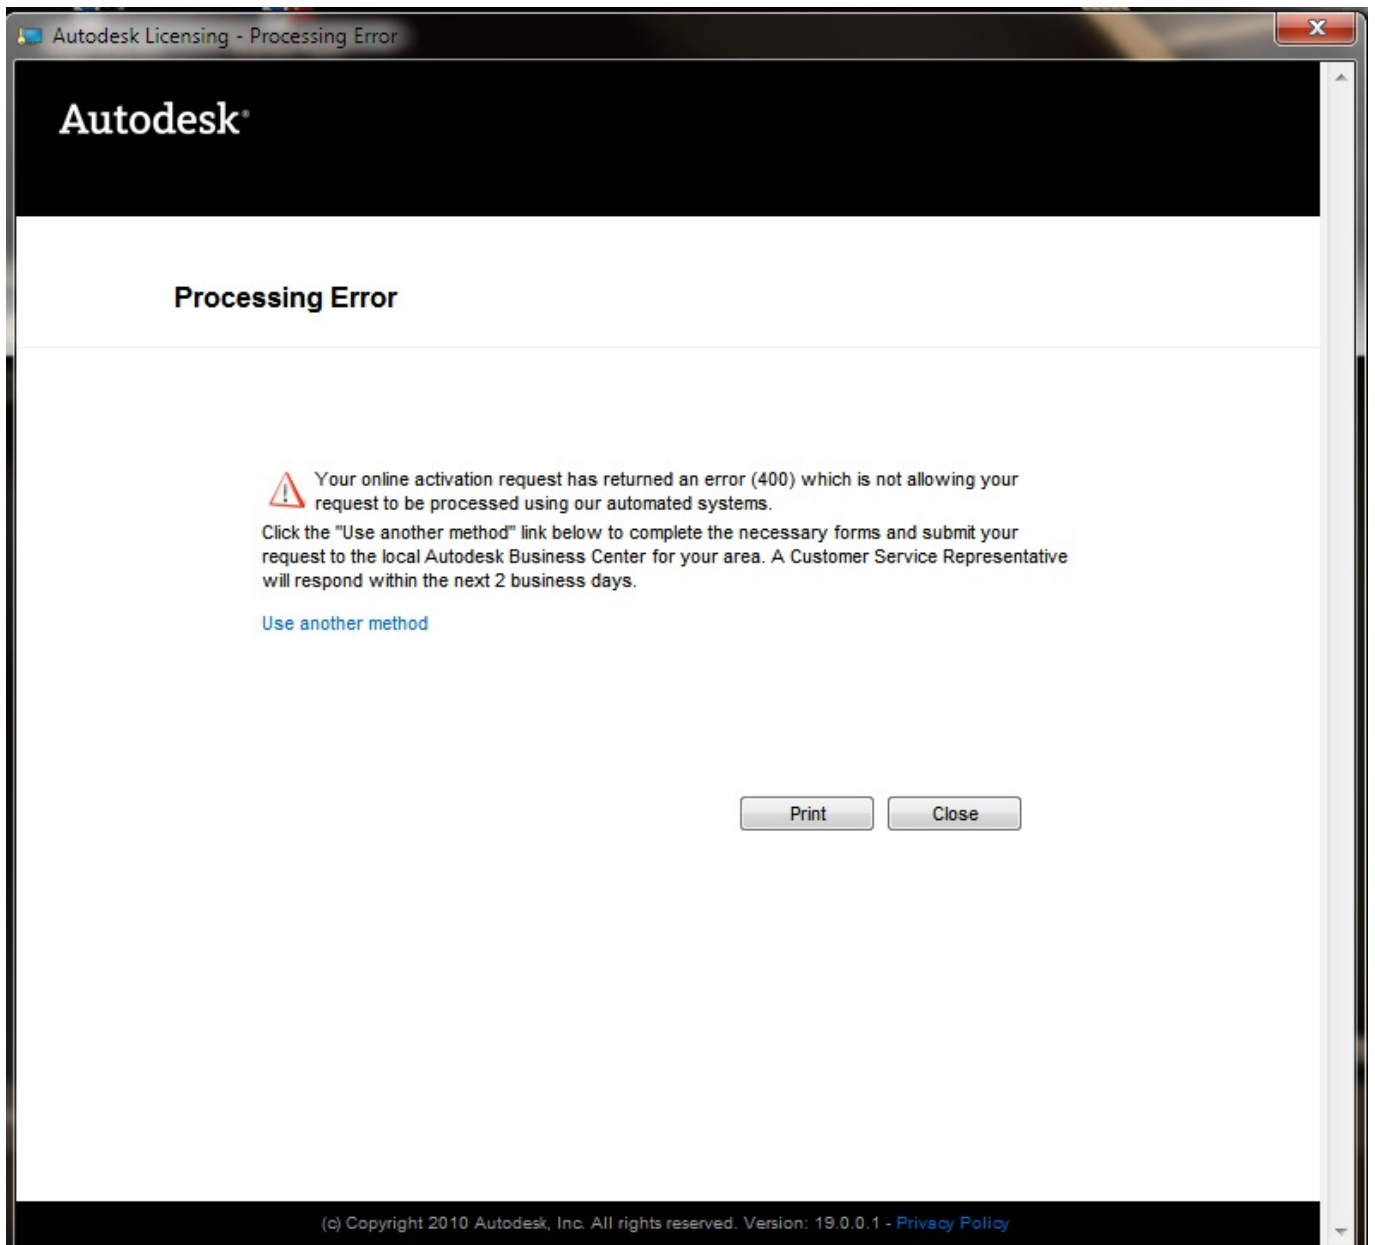 Autodesk Licensing - Processing Error
Autodesk®
Processing Error
Your online activation request has returned an error (400) which is not allowing your
request to be processed using our automated systems.
Click the "Use another method" link below to complete the necessary forms and submit your
request to the local Autodesk Business Center for your area. A Customer Service Representative
will respond within the next 2 business days.
Use another method
Print Close
(c) Copyright 2010 Autodesk, Inc. All rights reserved. Version: 19.0.0.1 - Privacy Policy